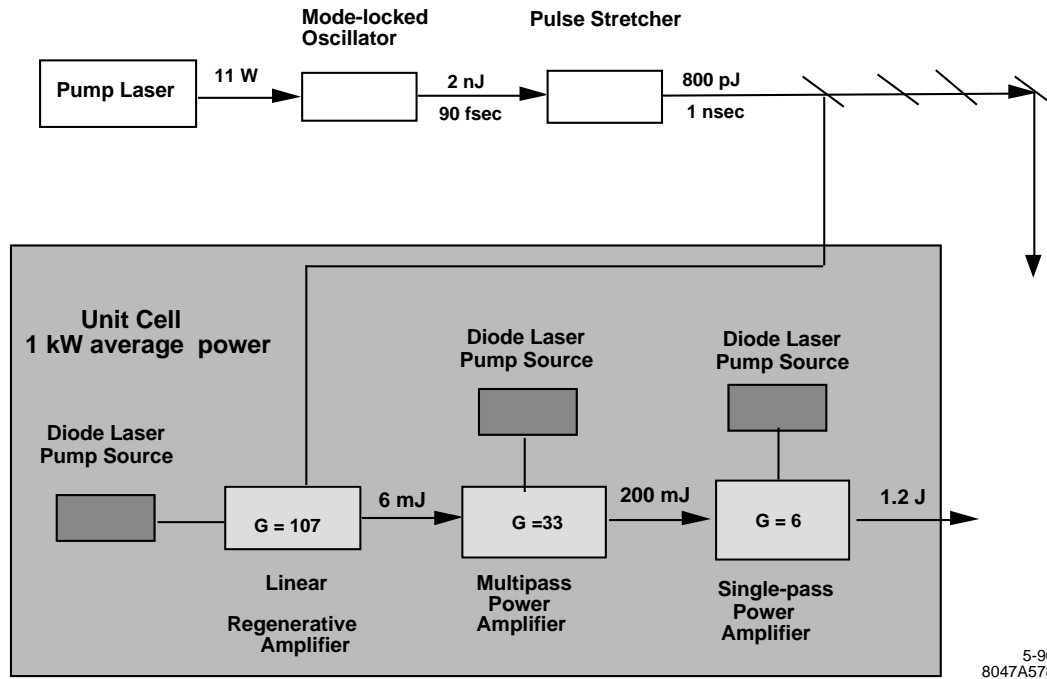 Mode-locked
Oscillator
Pulse Stretcher
Pump Laser
11 W
2 nJ
90 fsec
800 pJ
1 nsec
Unit Cell
1 kW average power
Diode Laser
Pump Source
Diode Laser
Pump Source
Diode Laser
Pump Source
G = 107
6 mJ
G =33
200 mJ
G = 6
1.2 J
Linear
Regenerative
Amplifier
Multipass
Power
Amplifier
Single-pass
Power
Amplifier